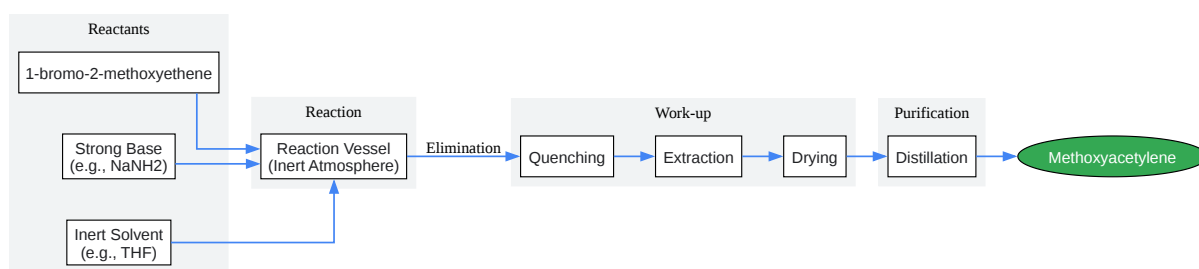 Reactants
1-bromo-2-methoxyethene
Strong Base
(e.g., NaNH2)
Inert Solvent
(e.g., THF)
Reaction
Reaction Vessel
(Inert Atmosphere)
Elimination
Work-up
Quenching
Extraction
Drying
Purification
Distillation
Methoxyacetylene